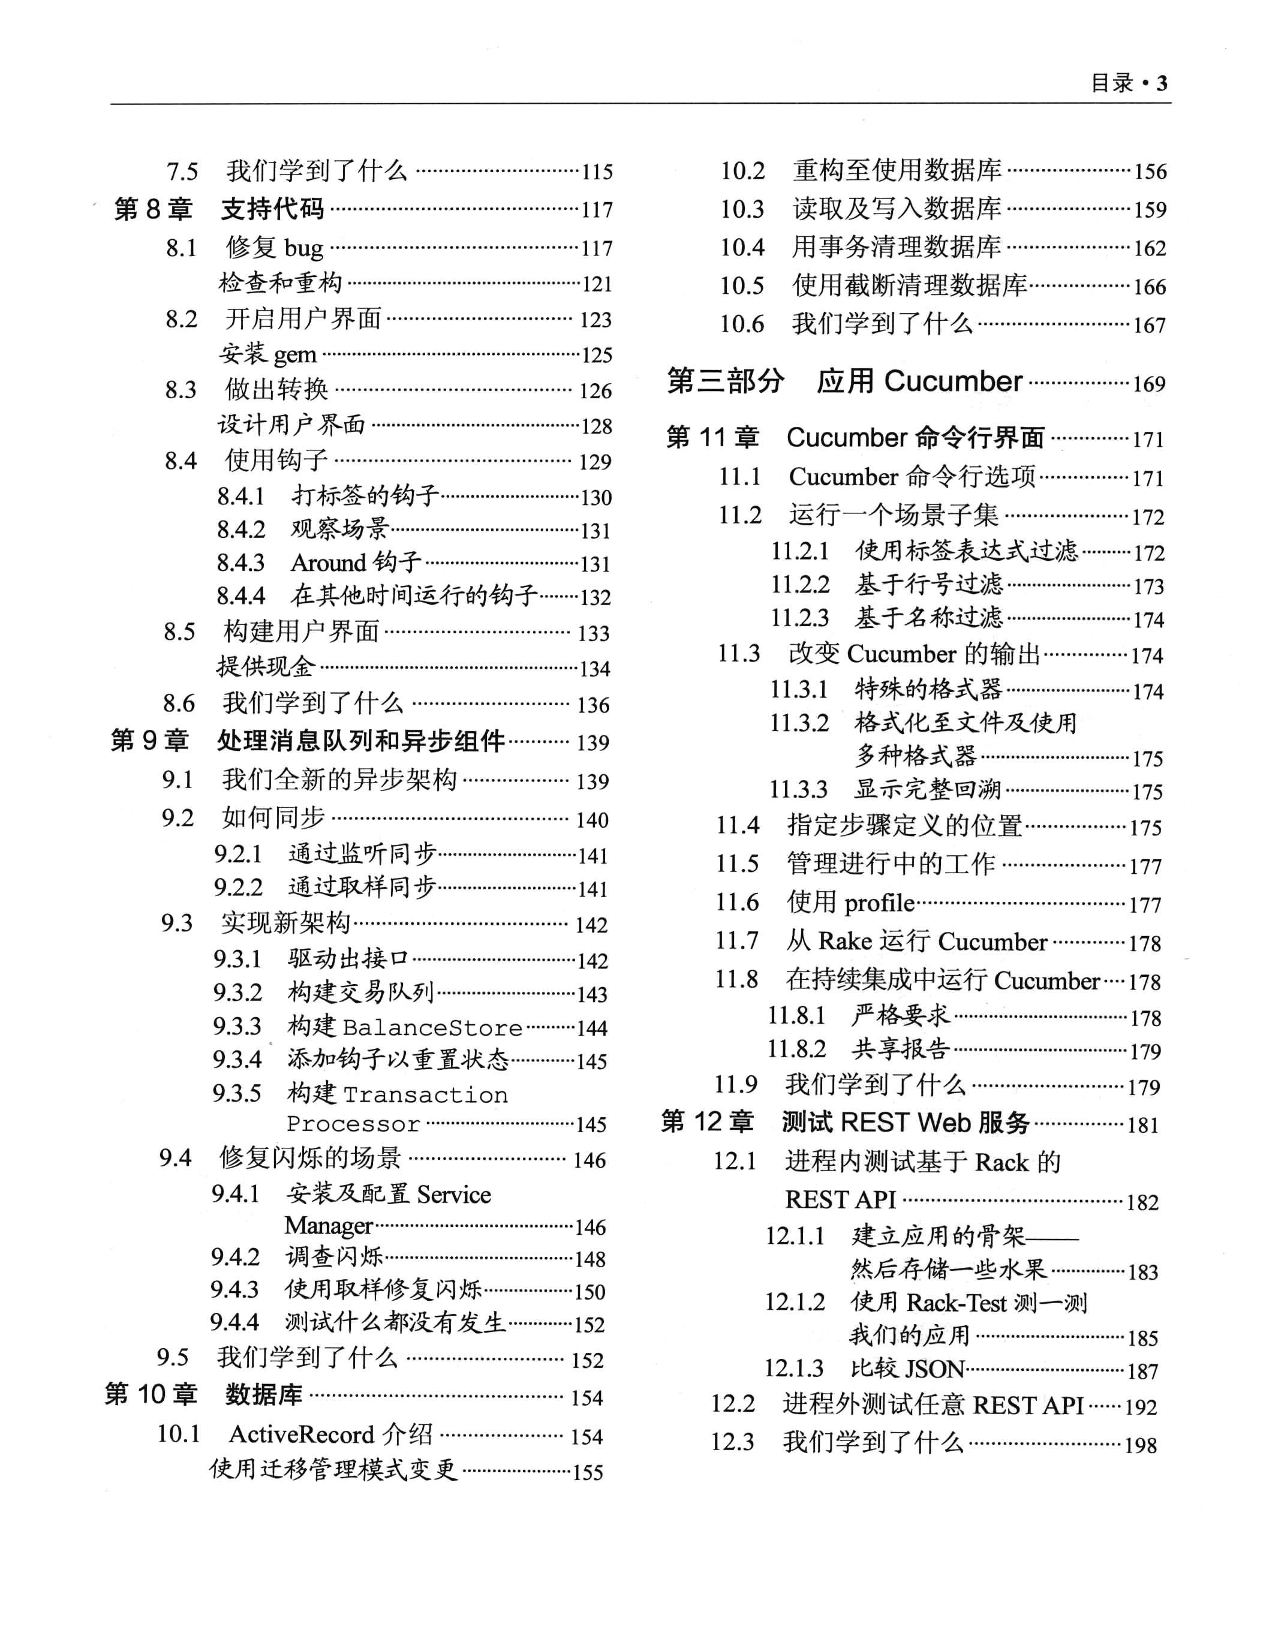 目录·3
7.5 我们学到了什么 115
第 8 章 支持代码 117
8.1 修复 bug 117
检查和重构 121
8.2 开启用户界面 123
安装 gem 125
8.3 做出转换 126
设计用户界面 128
8.4 使用钩子 129
8.4.1 打标签的钩子 130
8.4.2 观察场景 131
8.4.3 Around 钩子 131
8.4.4 在其他时间运行的钩子 132
8.5 构建用户界面 133
提供现金 134
8.6 我们学到了什么 136
第 9 章 处理消息队列和异步组件 139
9.1 我们全新的异步架构 139
9.2 如何同步 140
9.2.1 通过监听同步 141
9.2.2 通过取样同步 141
9.3 实现新架构 142
9.3.1 驱动出接口 142
9.3.2 构建交易队列 143
9.3.3 构建 BalanceStore 144
9.3.4 添加钩子以重置状态 145
9.3.5 构建 Transaction
Processor 145
9.4 修复闪烁的场景 146
9.4.1 安装及配置 Service
Manager 146
9.4.2 调查闪烁 148
9.4.3 使用取样修复闪烁 150
9.4.4 测试什么都没有发生 152
9.5 我们学到了什么 152
第 10 章 数据库 154
10.1 ActiveRecord 介绍 154
使用迁移管理模式变更 155
10.2 重构至使用数据库 156
10.3 读取及写入数据库 159
10.4 用事务清理数据库 162
10.5 使用截断清理数据库 166
10.6 我们学到了什么 167
第三部分 应用 Cucumber 169
第 11 章 Cucumber 命令行界面 171
11.1 Cucumber 命令行选项 171
11.2 运行一个场景子集 172
11.2.1 使用标签表达式过滤 172
11.2.2 基于行号过滤 173
11.2.3 基于名称过滤 174
11.3 改变 Cucumber 的输出 174
11.3.1 特殊的格式器 174
11.3.2 格式化至文件及使用
多种格式器 175
11.3.3 显示完整回溯 175
11.4 指定步骤定义的位置 175
11.5 管理进行中的工作 177
11.6 使用 profile 177
11.7 从 Rake 运行 Cucumber 178
11.8 在持续集成中运行 Cucumber 178
11.8.1 严格要求 178
11.8.2 共享报告 179
11.9 我们学到了什么 179
第 12 章 测试 REST Web 服务 181
12.1 进程内测试基于 Rack 的
REST API 182
12.1.1 建立应用的骨架——
然后存储一些水果 183
12.1.2 使用 Rack-Test 测一测
我们的应用 185
12.1.3 比较 JSON 187
12.2 进程外测试任意 REST API 192
12.3 我们学到了什么 198